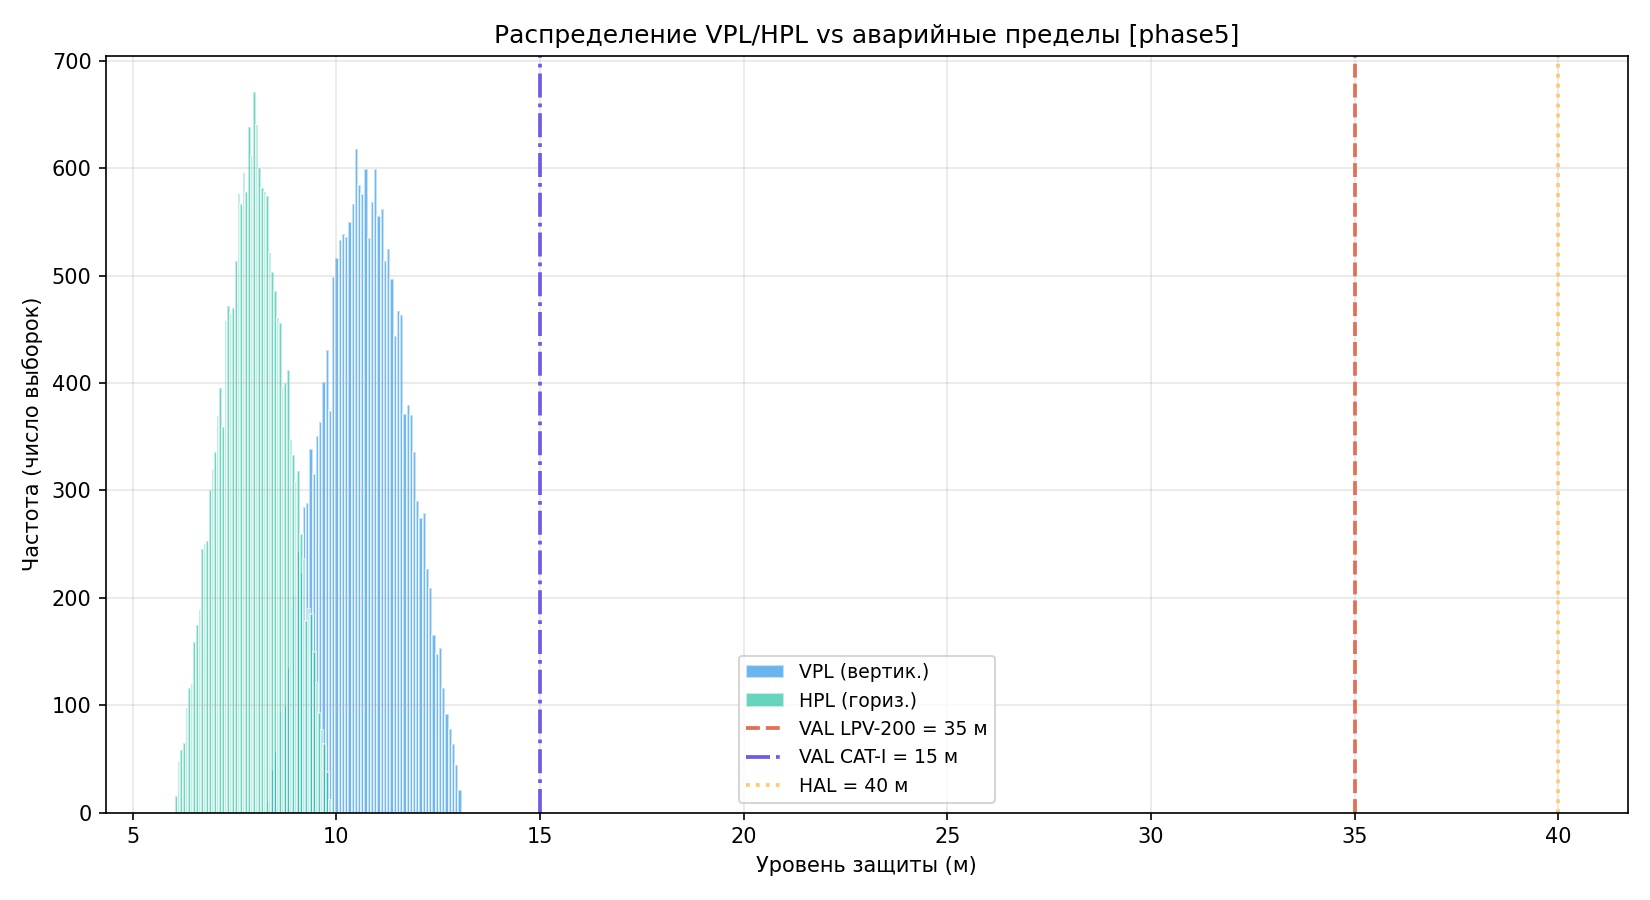 Распределение VPL/HPL vs аварийные пределы [phase5]
Частота (число выборок)
700
600
500
400
300
200
100
0
5
10
15
20
25
30
35
40
Уровень защиты (м)
VPL (вертик.)
HPL (гориз.)
VAL LPV-200 = 35 м
VAL CAT-I = 15 м
HAL = 40 м